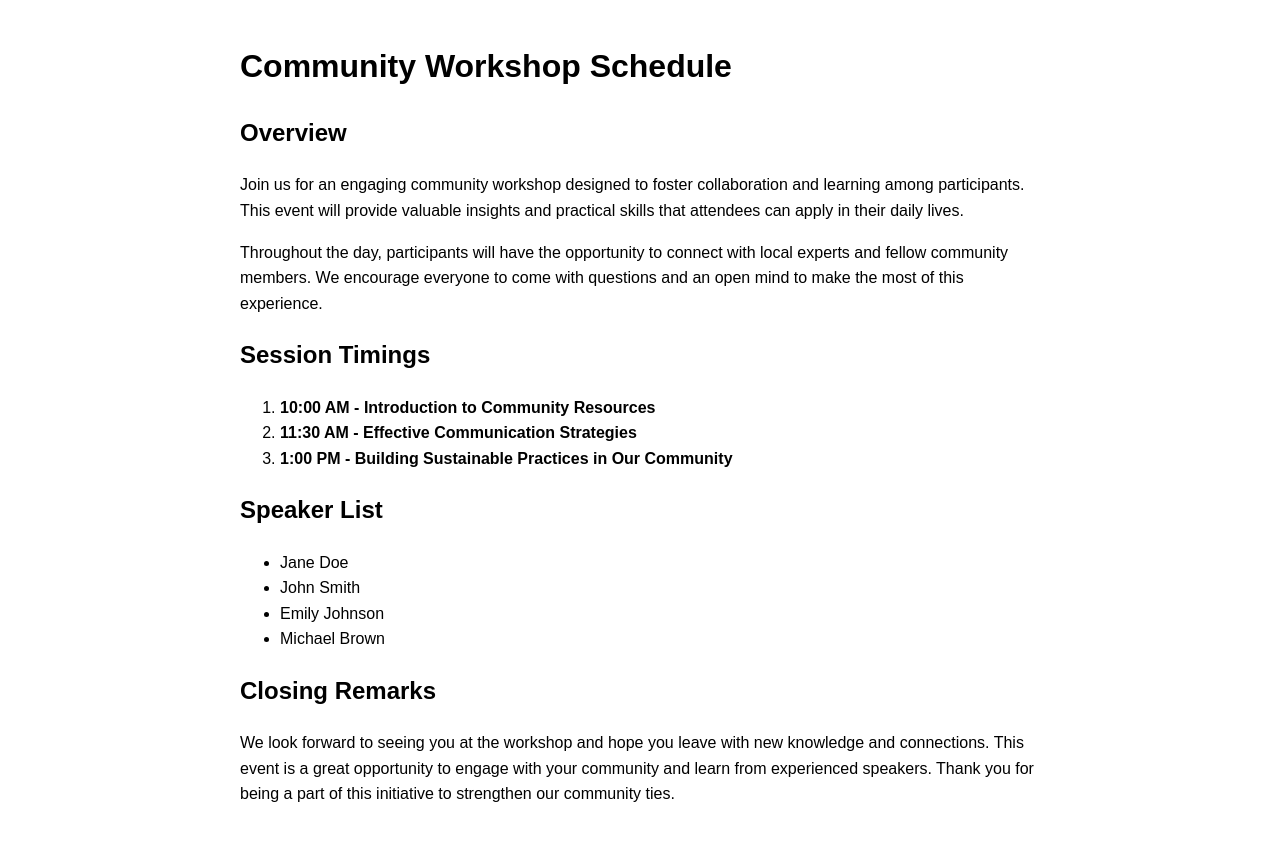 Community Workshop Schedule
Overview
Join us for an engaging community workshop designed to foster collaboration and learning among participants.
This event will provide valuable insights and practical skills that attendees can apply in their daily lives.
Throughout the day, participants will have the opportunity to connect with local experts and fellow community
members. We encourage everyone to come with questions and an open mind to make the most of this
experience.
Session Timings
1. 10:00 AM - Introduction to Community Resources
2. 11:30 AM - Effective Communication Strategies
3. 1:00 PM - Building Sustainable Practices in Our Community
Speaker List
• Jane Doe
• John Smith
• Emily Johnson
• Michael Brown
Closing Remarks
We look forward to seeing you at the workshop and hope you leave with new knowledge and connections. This
event is a great opportunity to engage with your community and learn from experienced speakers. Thank you for
being a part of this initiative to strengthen our community ties.